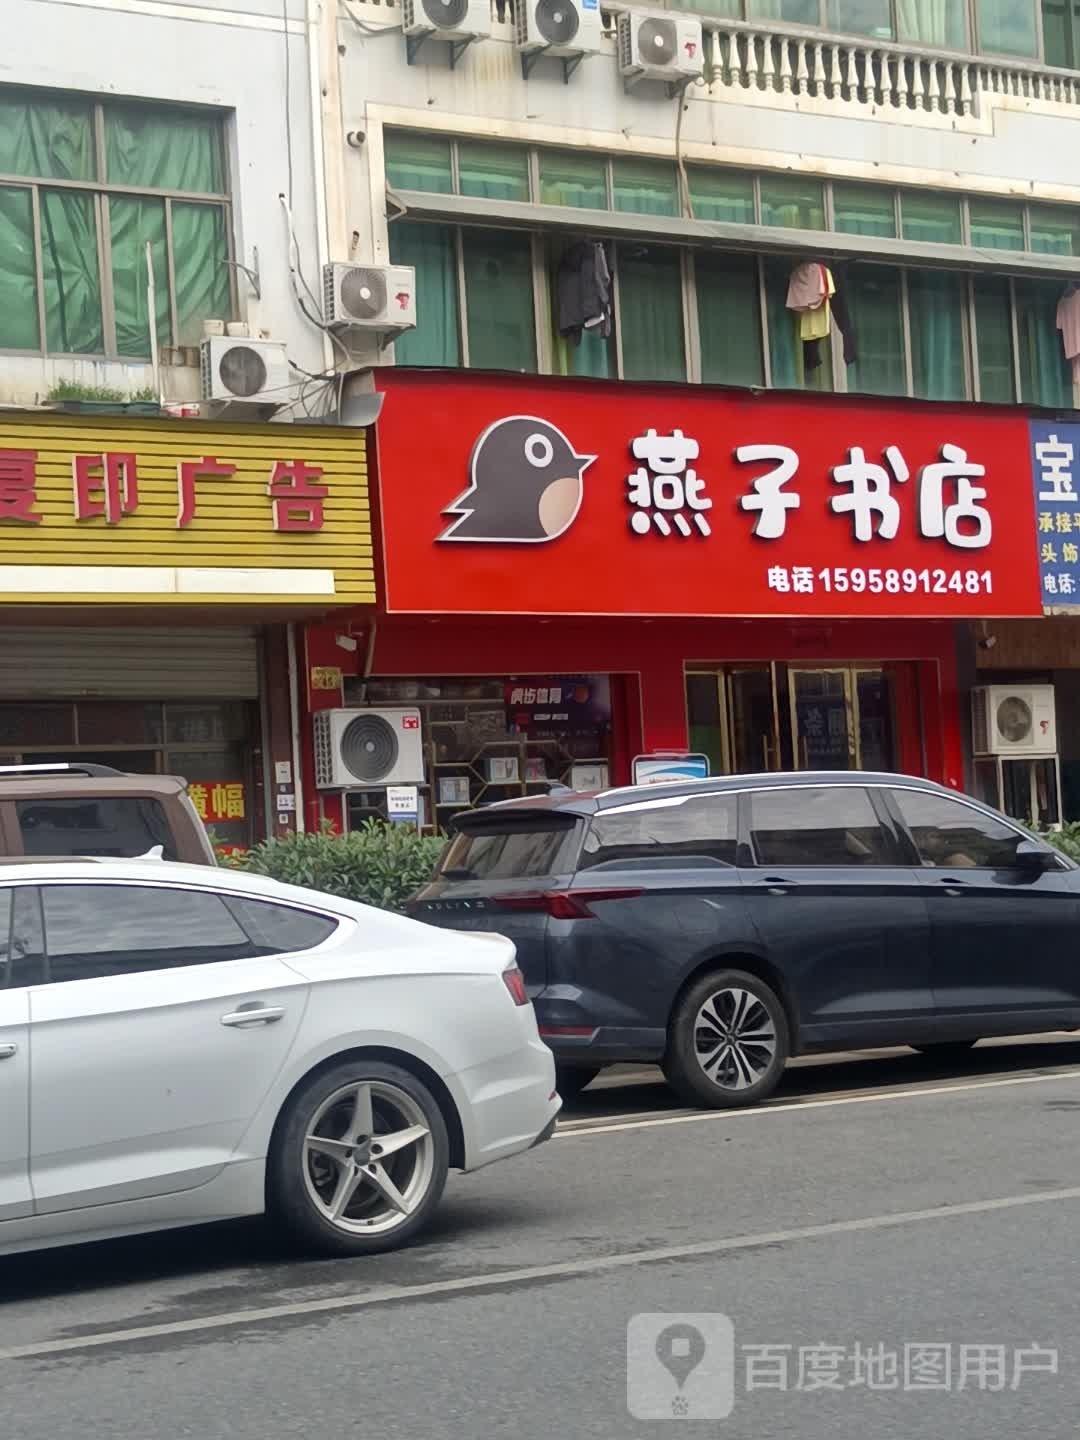 复印广告
燕子书店
电话15958912481
宝
承接平
头饰
电话:
横幅
百度地图用户